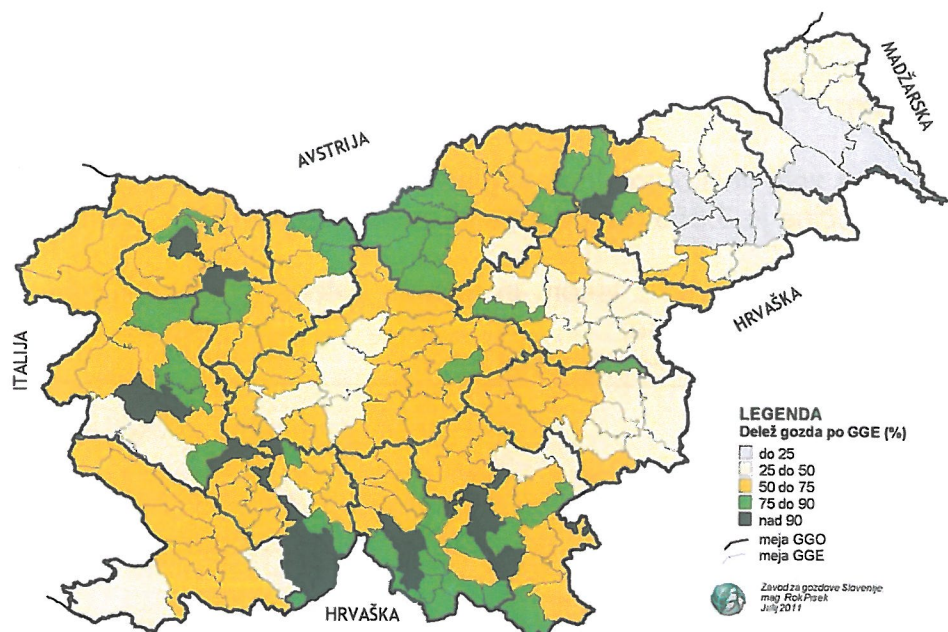 MADŽARSKA
AVSTRIJA
HRVAŠKA
ITALIJA
HRVAŠKA
LEGENDA
Delež gozda po GGE (%)
do 25
25 do 50
50 do 75
75 do 90
nad 90
meja GGO
meja GGE
Zavod za gozdove Slovenije
mag. Rok Pisek
July 2011